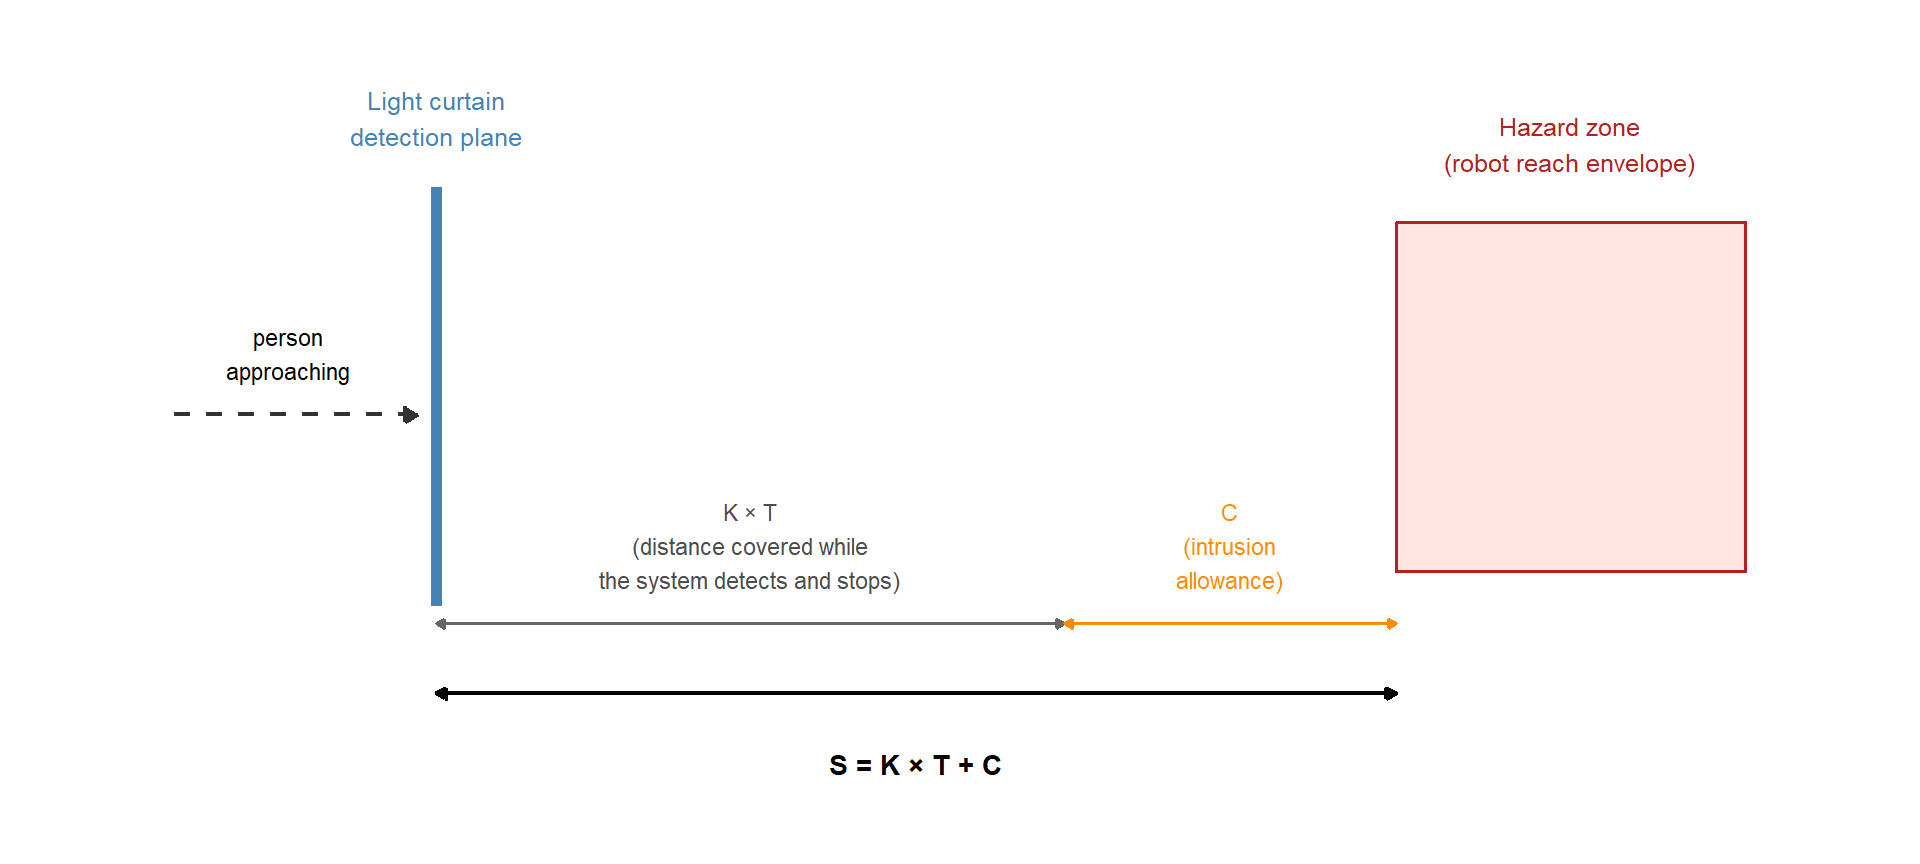 Light curtain
detection plane
Hazard zone
(robot reach envelope)
person
approaching
K × T
(distance covered while
the system detects and stops)
C
(intrusion
allowance)
S = K × T + C